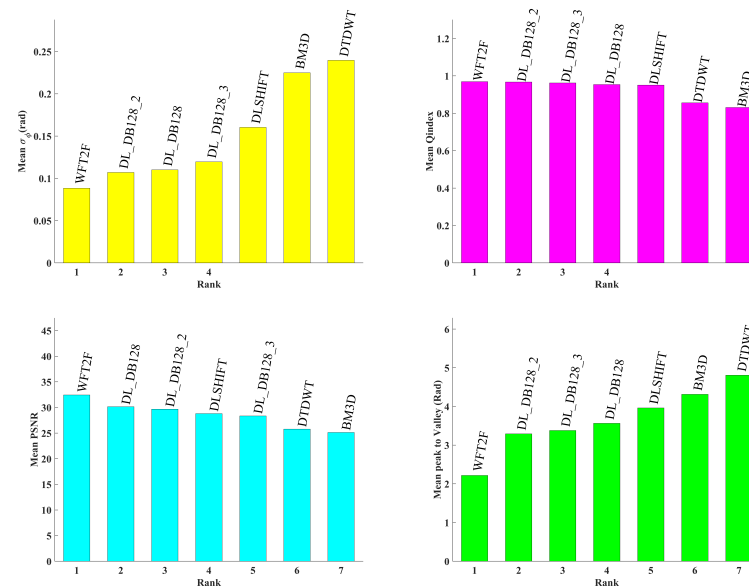 Mean σ_ϕ (rad)
0.25
0.2
0.15
0.1
0.05
0
WFT2F
DL_DB128_2
DL_DB128
DL_DB128_3
DLSHIFT
BM3D
DTDWT
1 2 3 4
Rank
Mean Qindex
1.2
1
0.8
0.6
0.4
0.2
0
WFT2F
DL_DB128_2
DL_DB128_3
DL_DB128
DLSHIFT
DTDWT
BM3D
1 2 3 4
Rank
Mean PSNR
45
40
35
30
25
20
15
10
5
0
WFT2F
DL_DB128
DL_DB128_2
DLSHIFT
DL_DB128_3
DTDWT
BM3D
1 2 3 4 5 6 7
Rank
Mean peak to Valley (Rad)
6
5
4
3
2
1
0
WFT2F
DL_DB128_2
DL_DB128_3
DL_DB128
DLSHIFT
BM3D
DTDWT
1 2 3 4 5 6 7
Rank